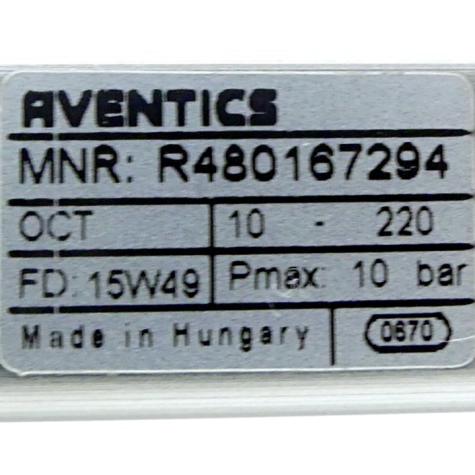 AVENTICS
MNR: R480167294
OCT 10 - 220
FD: 15W49 Pmax: 10 bar
Made in Hungary 0670